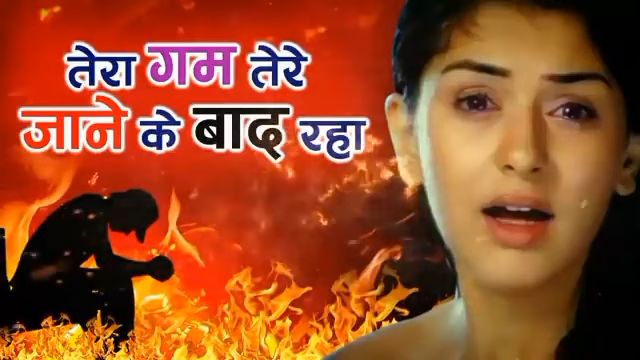 तेरा गम तेरे
जाने के बाद रहा